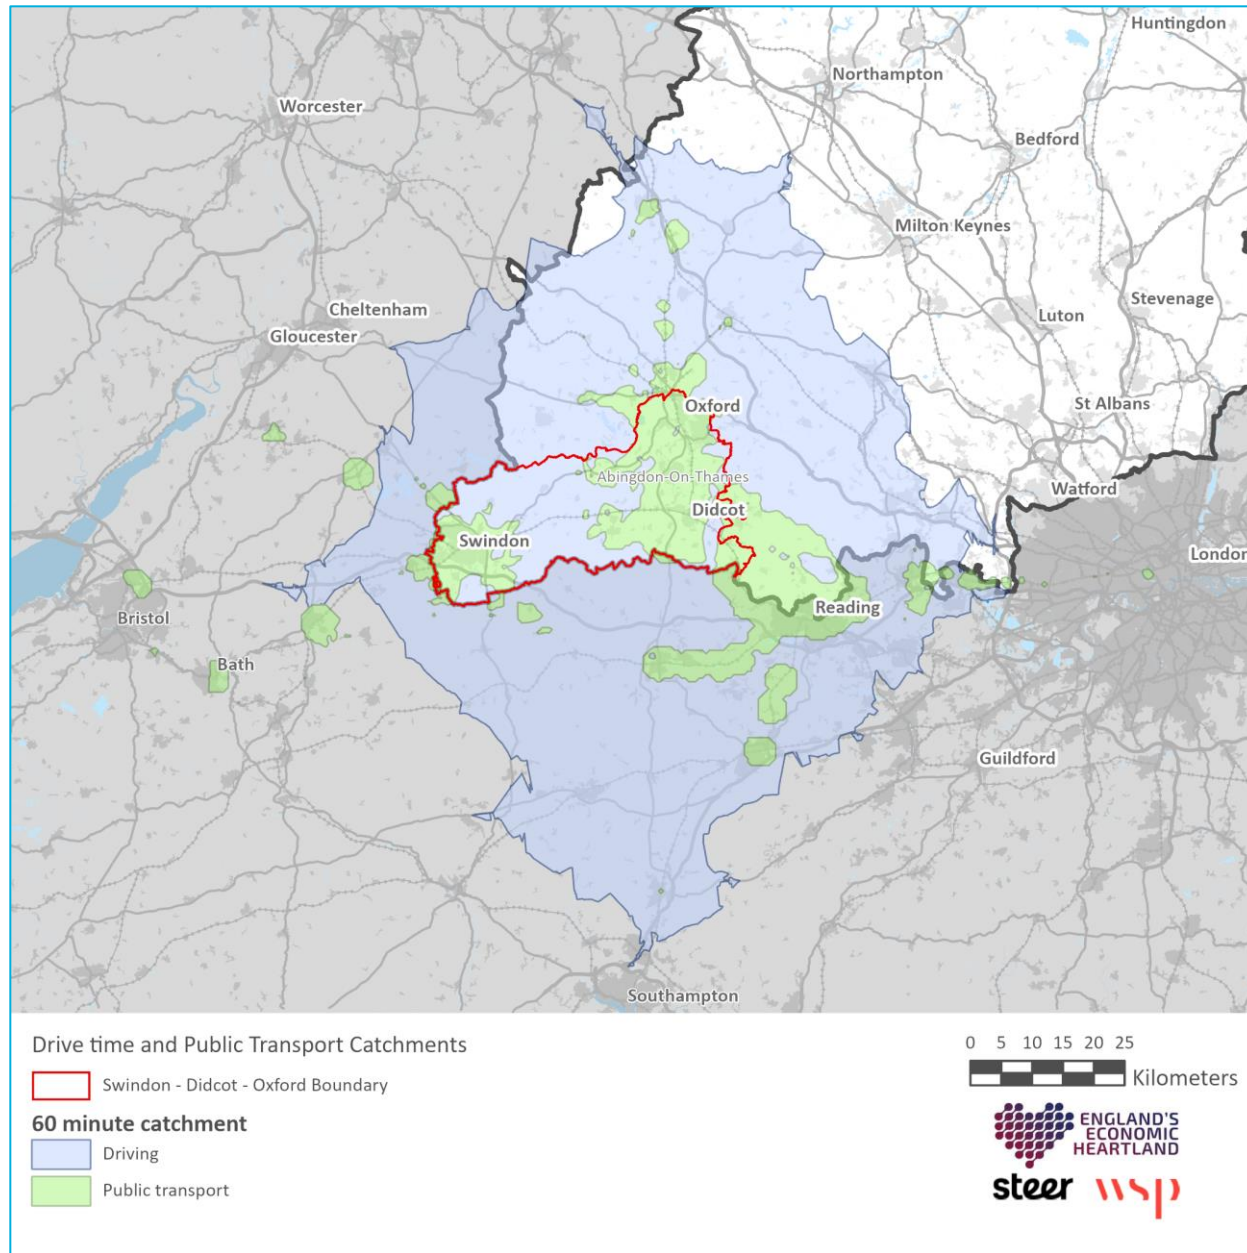 Huntingdon
Northampton
Worcester
Bedford
Milton Keynes
Cheltenham
Stevenage
Luton
Gloucester
St Albans
Oxford
Abingdon-On-Thames
Watford
Didcot
Swindon
London
Reading
Bristol
Bath
Guildford
Southampton
Drive time and Public Transport Catchments
Swindon - Didcot - Oxford Boundary
60 minute catchment
Driving
Public transport
0 5 10 15 20 25
Kilometers
ENGLAND'S
ECONOMIC
HEARTLAND
steer wsp